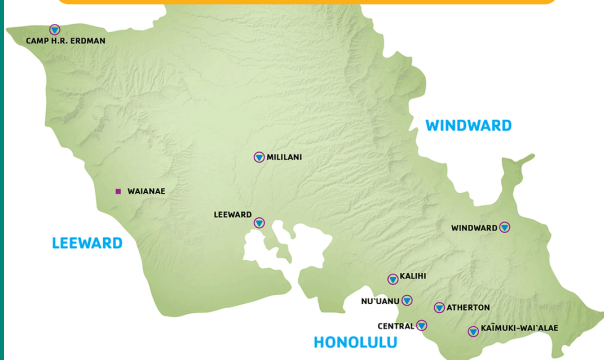 CAMP H.R. ERDMAN
WINDWARD
MILILANI
WAIANAE
LEEWARD
WINDWARD
LEEWARD
KALIHI
NU‘UANU
ATHERTON
CENTRAL
KAĪMUKI-WAI‘ALAE
HONOLULU